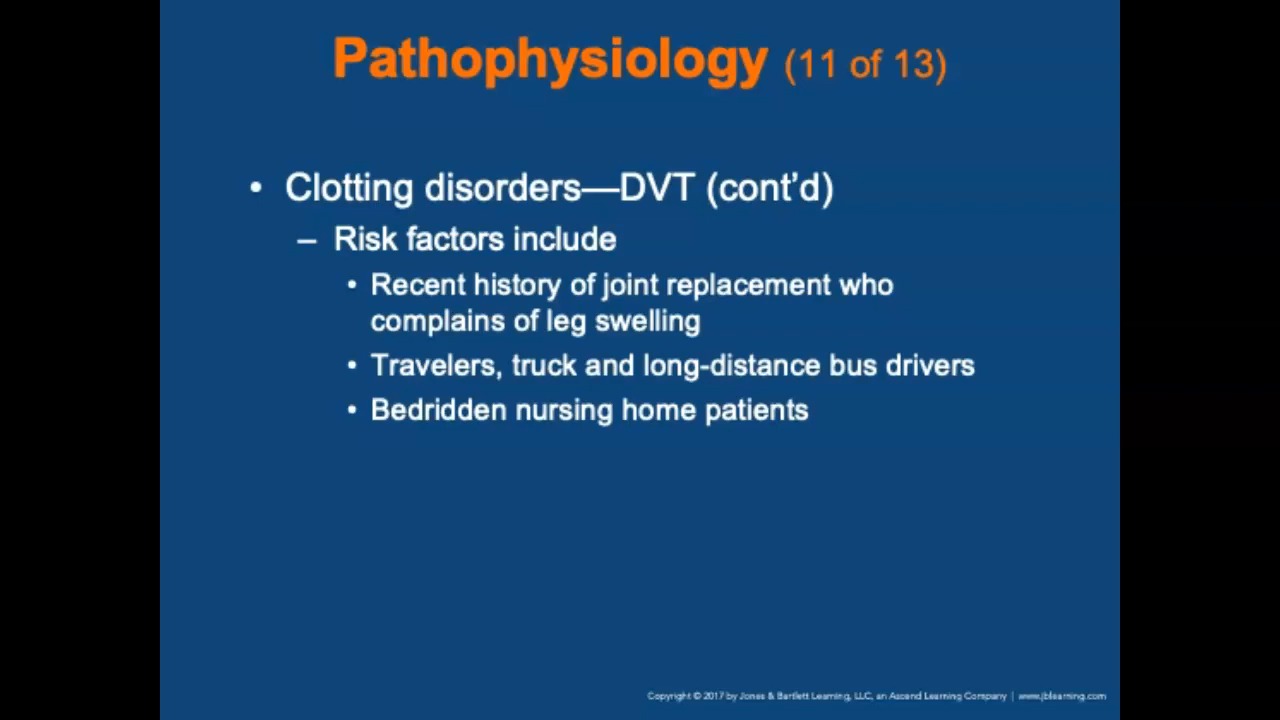 Pathophysiology (11 of 13)
• Clotting disorders—DVT (cont’d)
– Risk factors include
• Recent history of joint replacement who
complains of leg swelling
• Travelers, truck and long-distance bus drivers
• Bedridden nursing home patients
Copyright © 2017 by Jones & Bartlett Learning, LLC, an Ascend Learning Company | www.jblearning.com